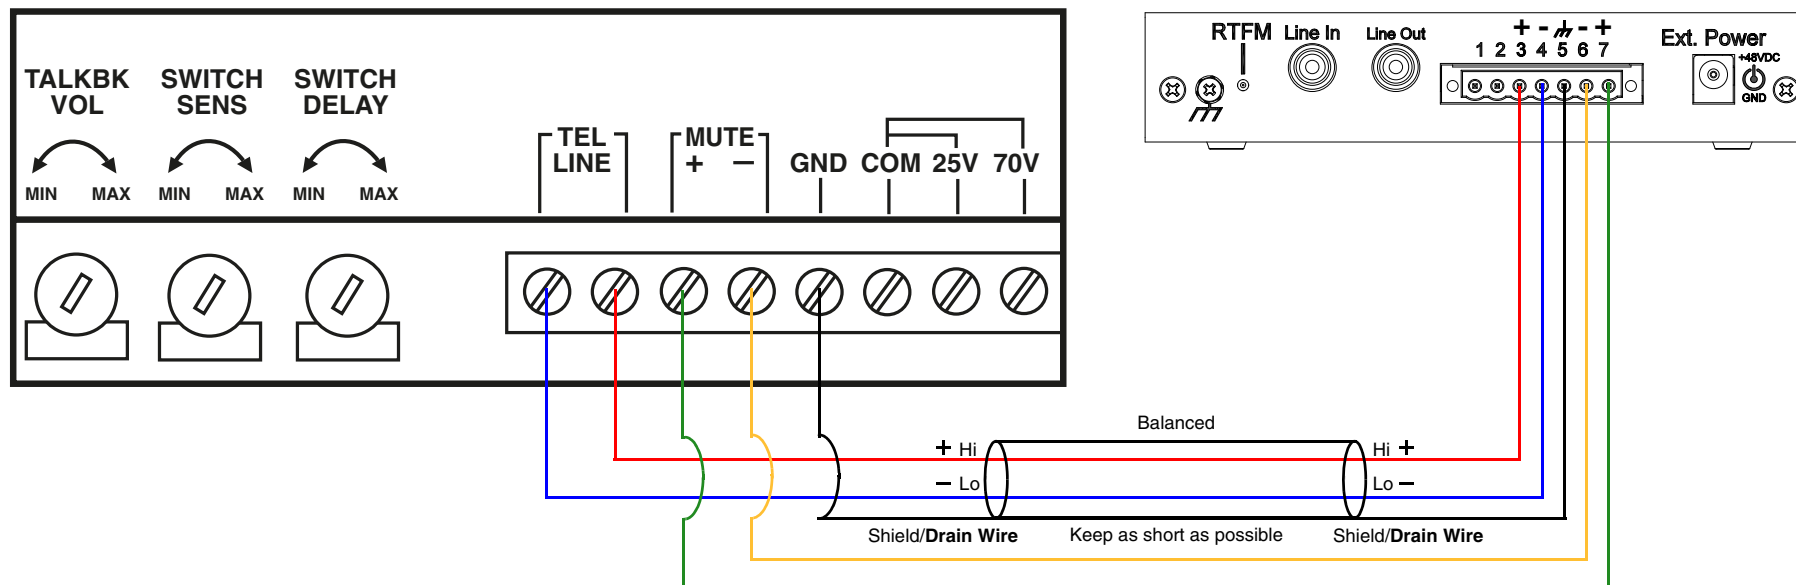 TALKBK VOL
MIN MAX
SWITCH SENS
MIN MAX
SWITCH DELAY
MIN MAX
TEL LINE
MUTE
+ −
GND COM 25V 70V
RTFM Line In Line Out
+ - - +
1 2 3 4 5 6 7
Ext. Power
+48VDC
GND
Balanced
+ Hi
Hi +
− Lo
Lo −
Shield/Drain Wire
Keep as short as possible
Shield/Drain Wire